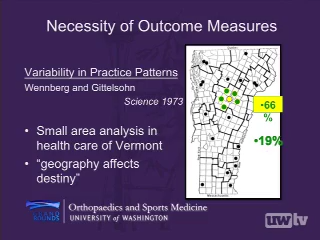 Necessity of Outcome Measures
Variability in Practice Patterns
Wennberg and Gittelsohn
Science 1973
• Small area analysis in
health care of Vermont
• “geography affects
destiny”
•66
%
•19%
Orthopaedics and Sports Medicine
UNIVERSITY of WASHINGTON
uwtv